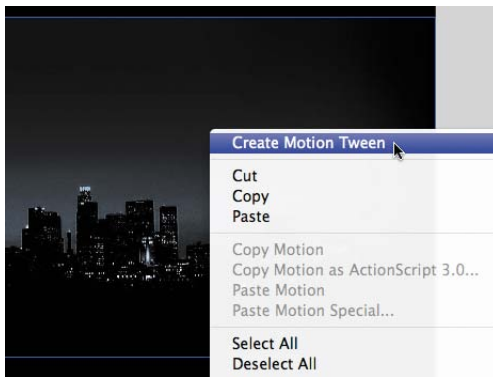 Create Motion Tween
Cut
Copy
Paste
Copy Motion
Copy Motion as ActionScript 3.0...
Paste Motion
Paste Motion Special...
Select All
Deselect All